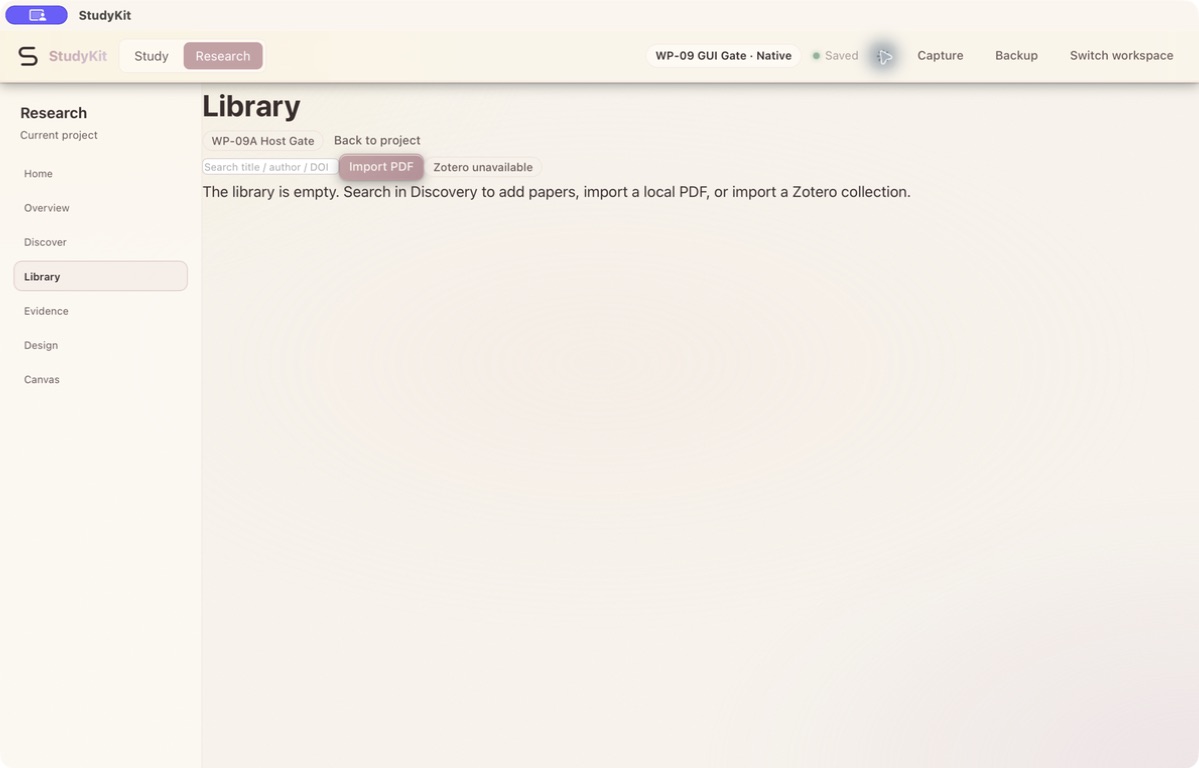 StudyKit
StudyKit Study Research WP-09 GUI Gate · Native Saved Capture Backup Switch workspace
Research
Current project
Home
Overview
Discover
Library
Evidence
Design
Canvas
Library
WP-09A Host Gate Back to project
Search title / author / DOI Import PDF Zotero unavailable
The library is empty. Search in Discovery to add papers, import a local PDF, or import a Zotero collection.